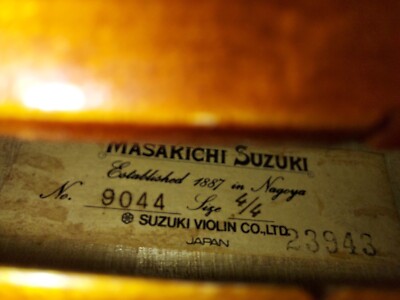 MASAKICHI SUZUKI
Established 1887 in Nagoya
No. 9044 Size 4/4
SUZUKI VIOLIN CO., LTD.
JAPAN 23943